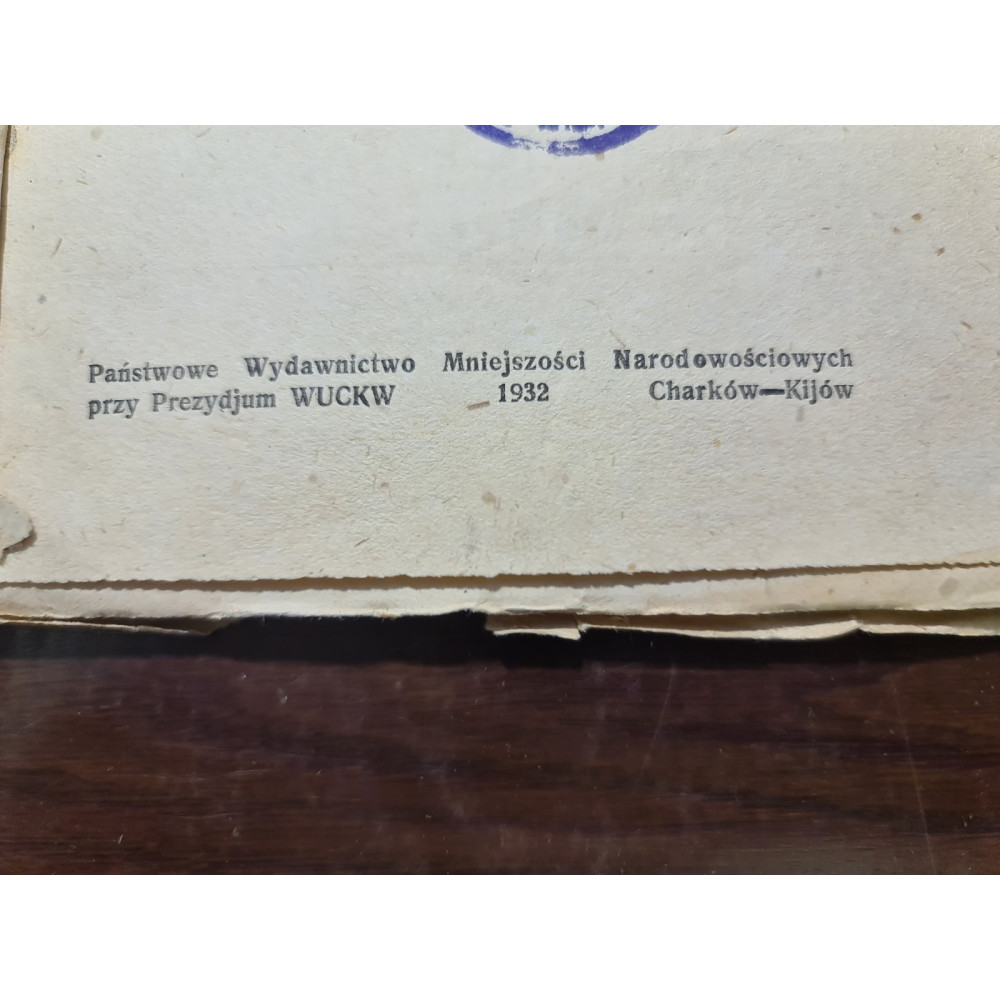 Państwowe Wydawnictwo Mniejszości Narodowościowych
przy Prezydjum WUCKW 1932 Charków—Kijów